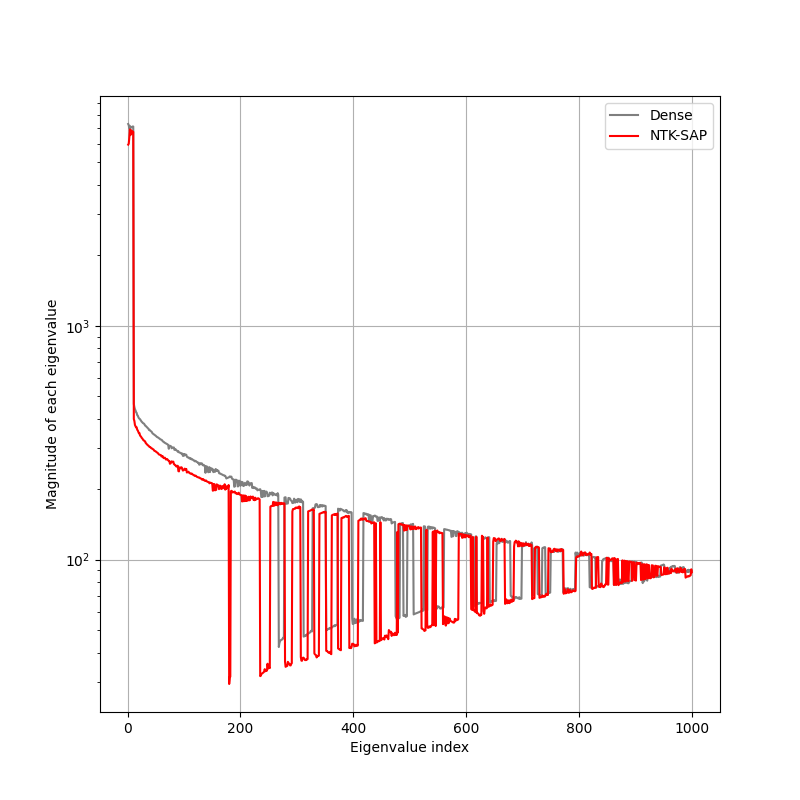 Dense
NTK-SAP
Magnitude of each eigenvalue
10³
10²
0 200 400 600 800 1000
Eigenvalue index